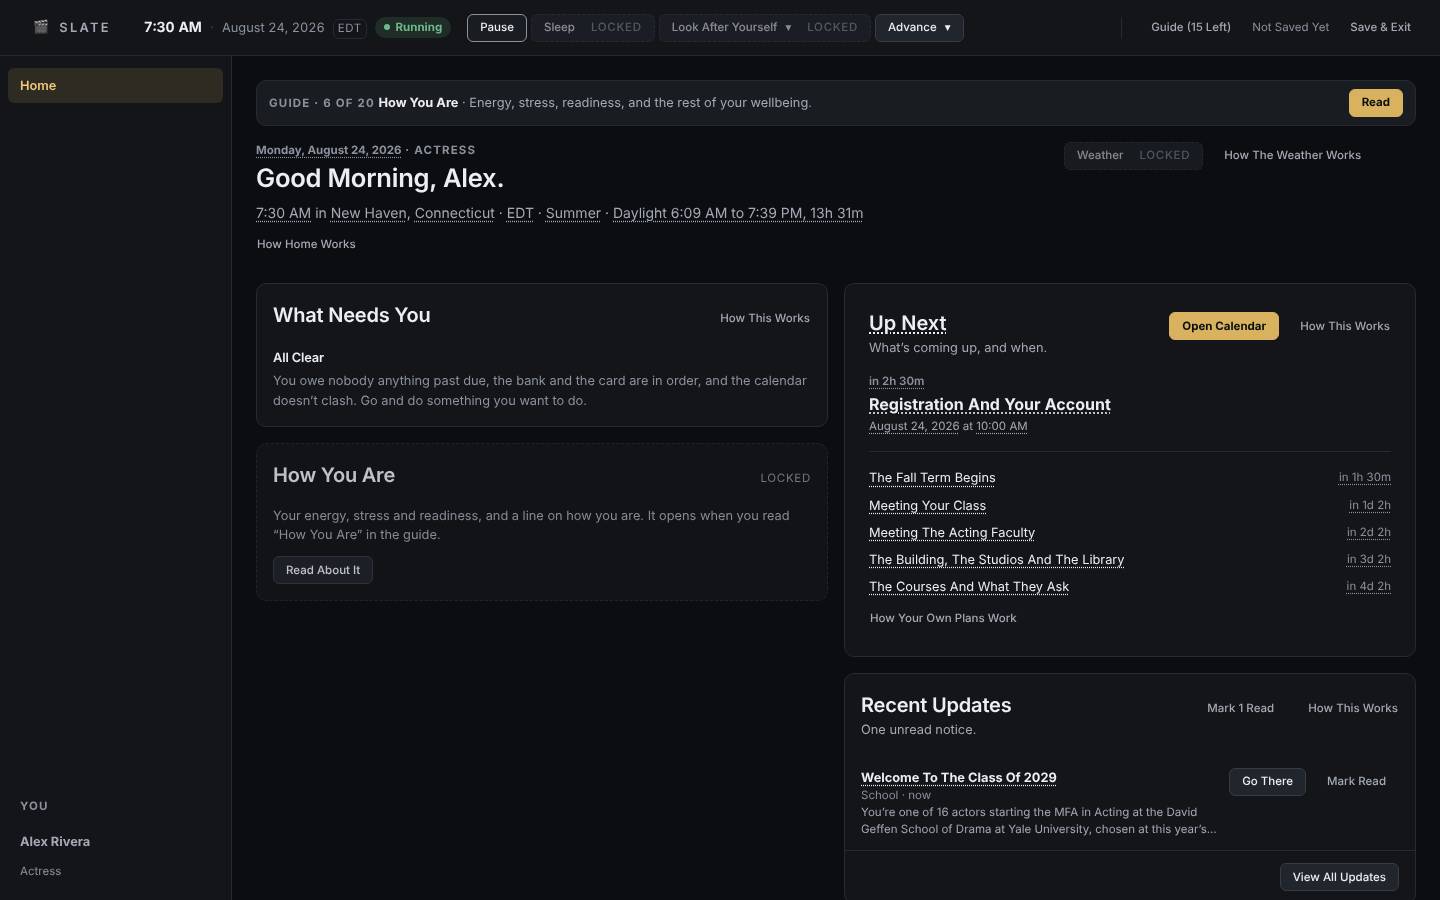 SLATE
7:30 AM · August 24, 2026 EDT Running
Pause
Sleep LOCKED
Look After Yourself ▾ LOCKED
Advance ▾
Guide (15 Left)
Not Saved Yet
Save & Exit
Home
GUIDE · 6 OF 20 How You Are · Energy, stress, readiness, and the rest of your wellbeing.
Read
Monday, August 24, 2026 · ACTRESS
Good Morning, Alex.
7:30 AM in New Haven, Connecticut · EDT · Summer · Daylight 6:09 AM to 7:39 PM, 13h 31m
How Home Works
Weather LOCKED
How The Weather Works
What Needs You
How This Works
All Clear
You owe nobody anything past due, the bank and the card are in order, and the calendar
doesn’t clash. Go and do something you want to do.
How You Are
LOCKED
Your energy, stress and readiness, and a line on how you are. It opens when you read
“How You Are” in the guide.
Read About It
Up Next
Open Calendar
How This Works
What’s coming up, and when.
in 2h 30m
Registration And Your Account
August 24, 2026 at 10:00 AM
The Fall Term Begins in 1h 30m
Meeting Your Class in 1d 2h
Meeting The Acting Faculty in 2d 2h
The Building, The Studios And The Library in 3d 2h
The Courses And What They Ask in 4d 2h
How Your Own Plans Work
Recent Updates
Mark 1 Read
How This Works
One unread notice.
Welcome To The Class Of 2029
Go There
Mark Read
School · now
You’re one of 16 actors starting the MFA in Acting at the David
Geffen School of Drama at Yale University, chosen at this year’s…
View All Updates
YOU
Alex Rivera
Actress